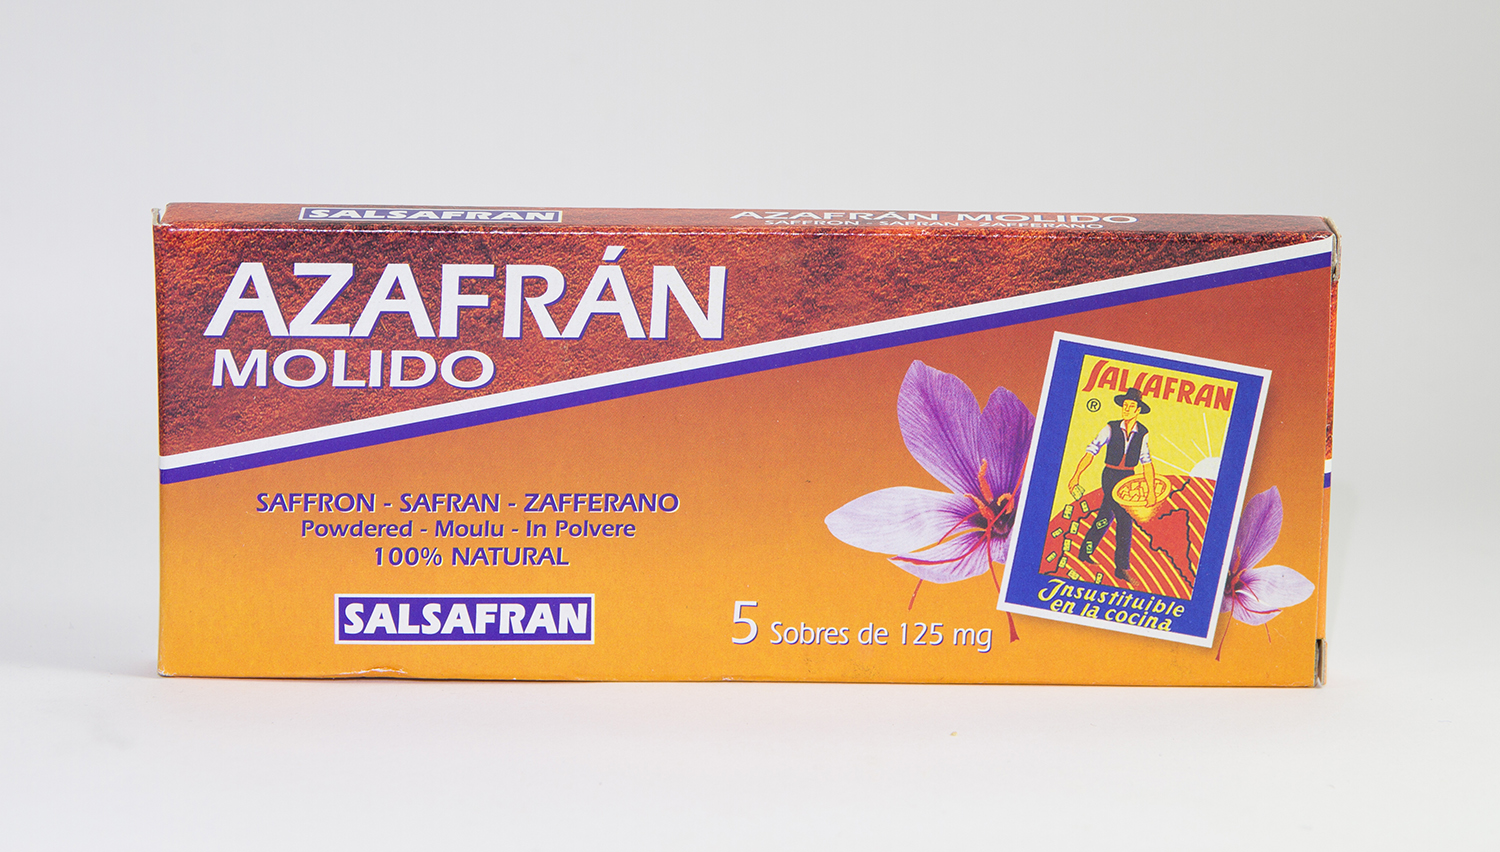 SALSAFRAN
AZAFRÁN MOLIDO
SAFFRON - SAFRAN - ZAFFERANO
AZAFRÁN
MOLIDO
SAFFRON - SAFRAN - ZAFFERANO
Powdered - Moulu - In Polvere
100% NATURAL
SALSAFRAN
5 Sobres de 125 mg
SALSAFRAN
®
Insustituible
en la cocina